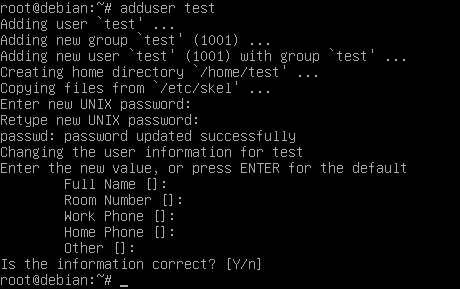 root@debian:~# adduser test
Adding user `test' ...
Adding new group `test' (1001) ...
Adding new user `test' (1001) with group `test' ...
Creating home directory `/home/test' ...
Copying files from `/etc/skel' ...
Enter new UNIX password:
Retype new UNIX password:
passwd: password updated successfully
Changing the user information for test
Enter the new value, or press ENTER for the default
Full Name []:
Room Number []:
Work Phone []:
Home Phone []:
Other []:
Is the information correct? [Y/n]
root@debian:~# _